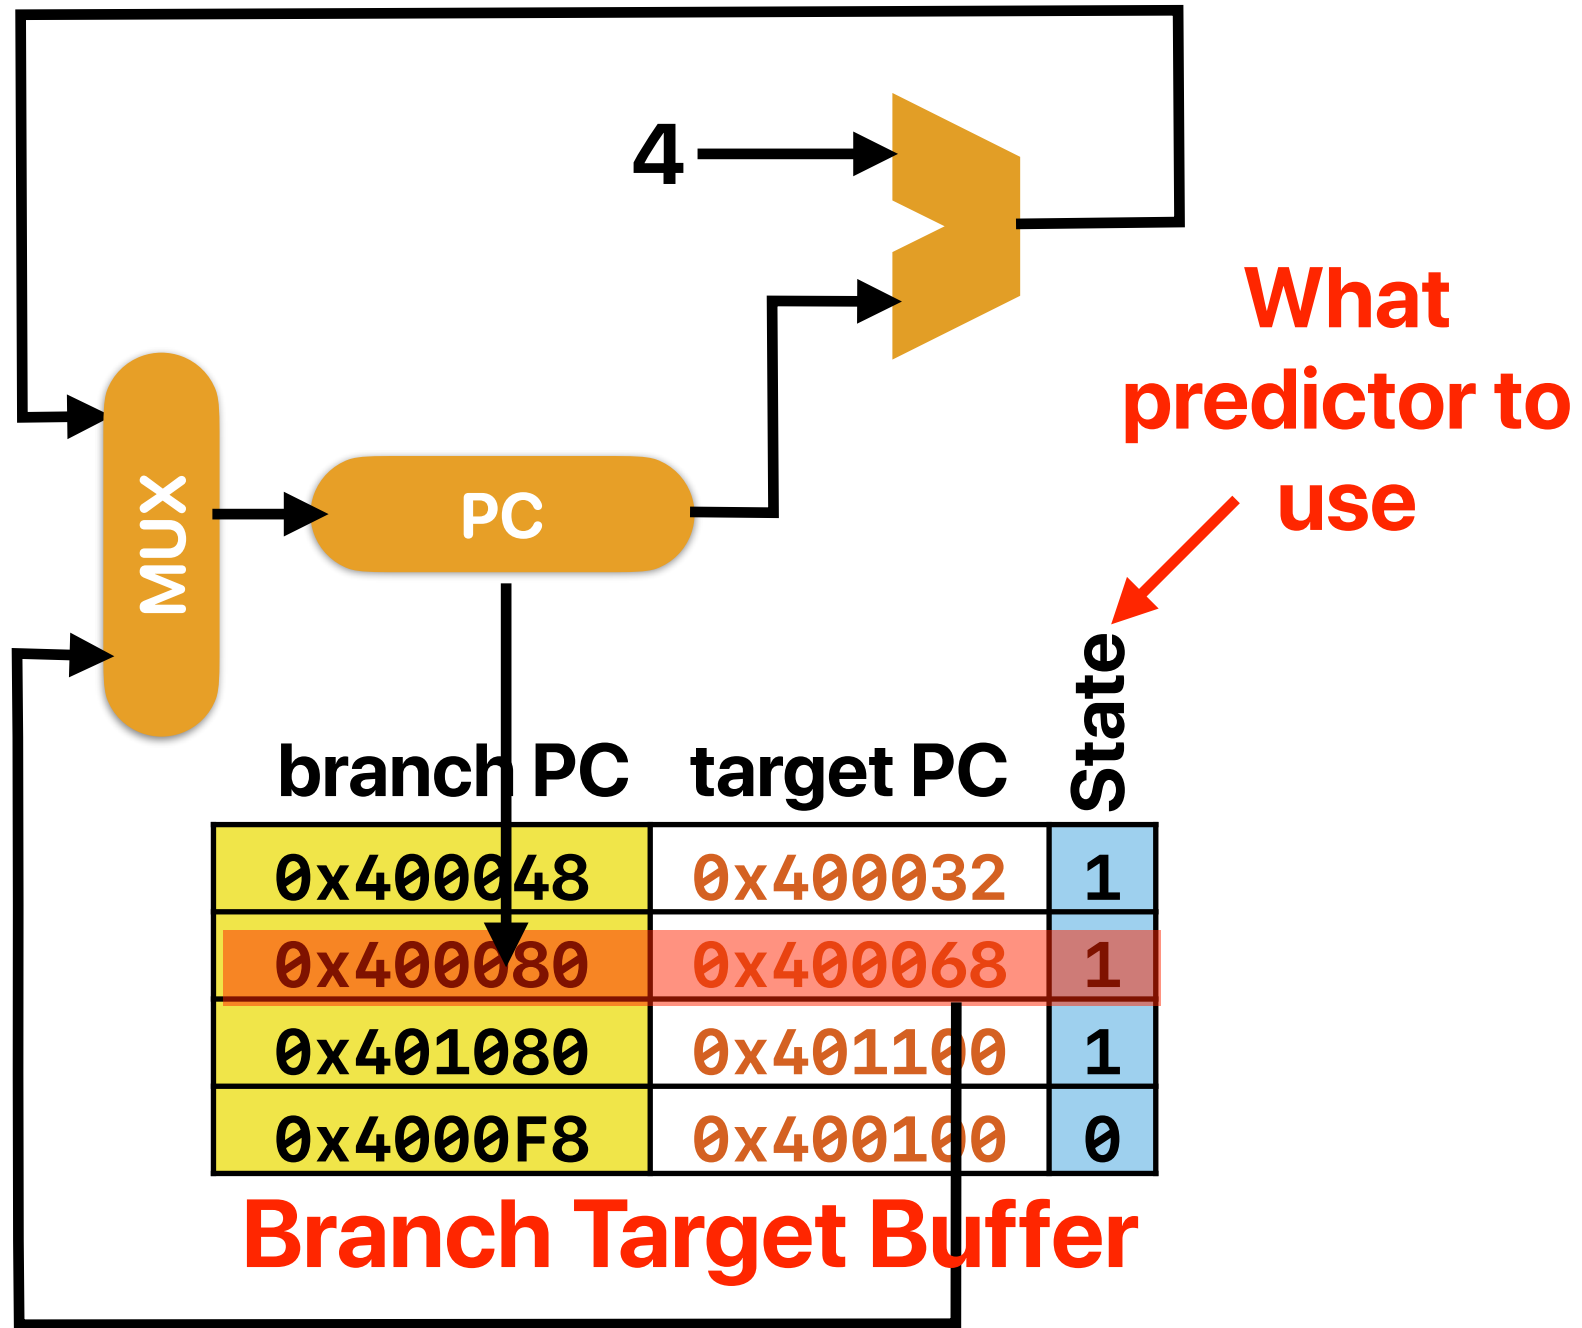 4
What
predictor to
use
MUX
PC
State
branch PC target PC
0x400048 0x400032 1
0x400080 0x400068 1
0x401080 0x401100 1
0x4000F8 0x400100 0
Branch Target Buffer